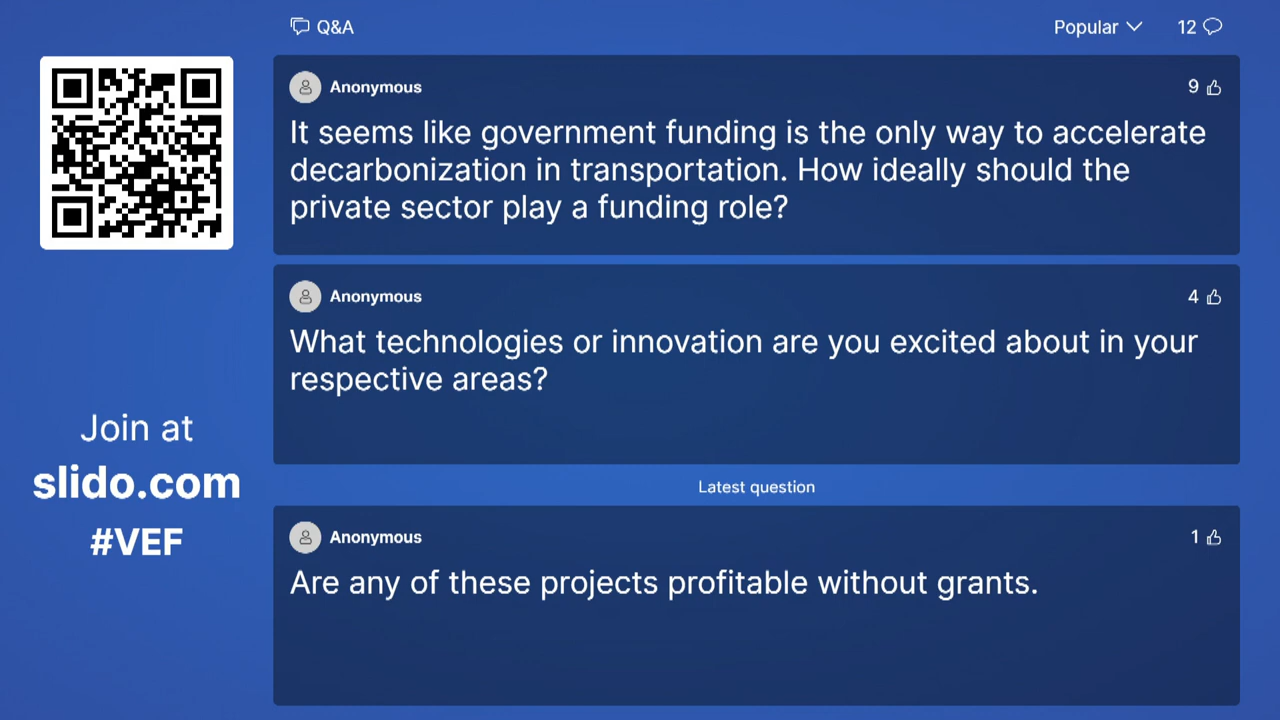 Q&A
Popular
12
Anonymous
9
It seems like government funding is the only way to accelerate
decarbonization in transportation. How ideally should the
private sector play a funding role?
Anonymous
4
What technologies or innovation are you excited about in your
respective areas?
Join at
slido.com
#VEF
Latest question
Anonymous
1
Are any of these projects profitable without grants.